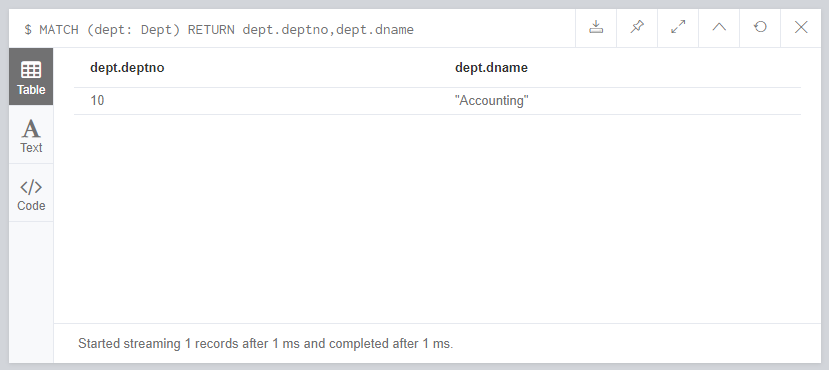 $ MATCH (dept: Dept) RETURN dept.deptno,dept.dname
dept.deptno dept.dname
Table
10 "Accounting"
A
Text
</>
Code
Started streaming 1 records after 1 ms and completed after 1 ms.